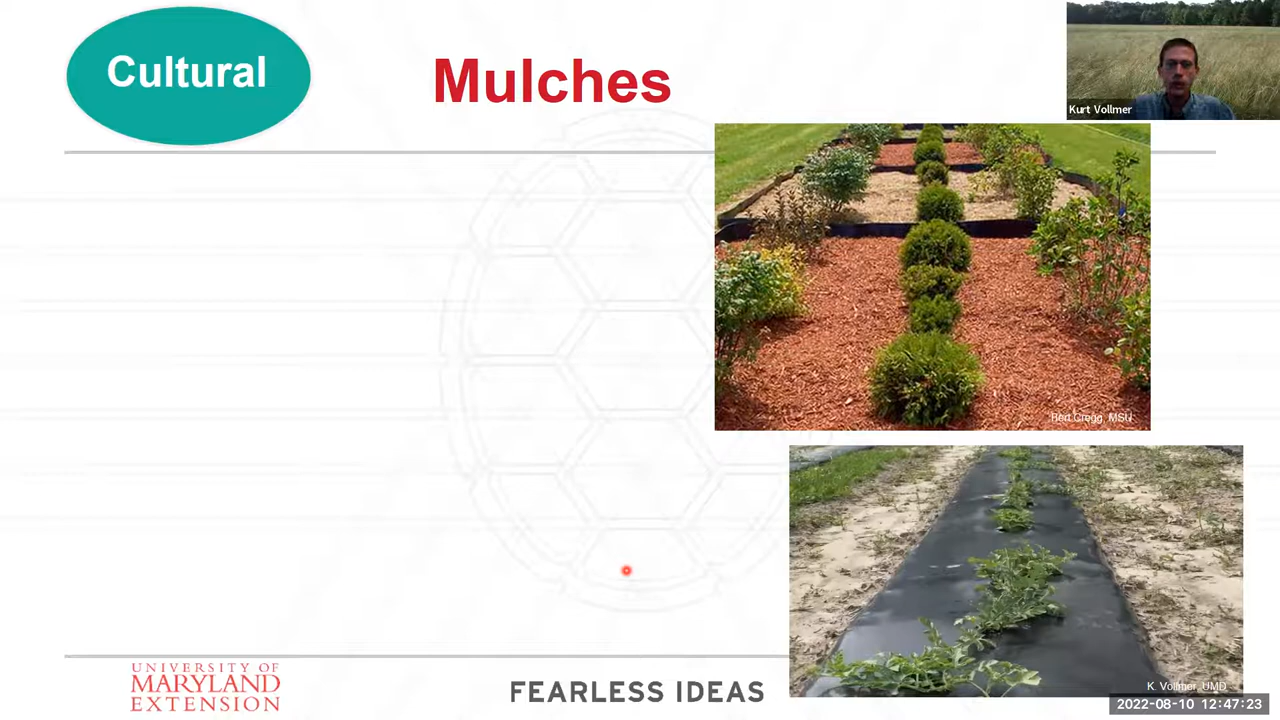 Cultural
Mulches
Kurt Vollmer
Bert Cregg, MSU
K. Vollmer, UMD
UNIVERSITY OF
MARYLAND
EXTENSION
FEARLESS IDEAS
2022-08-10 12:47:23